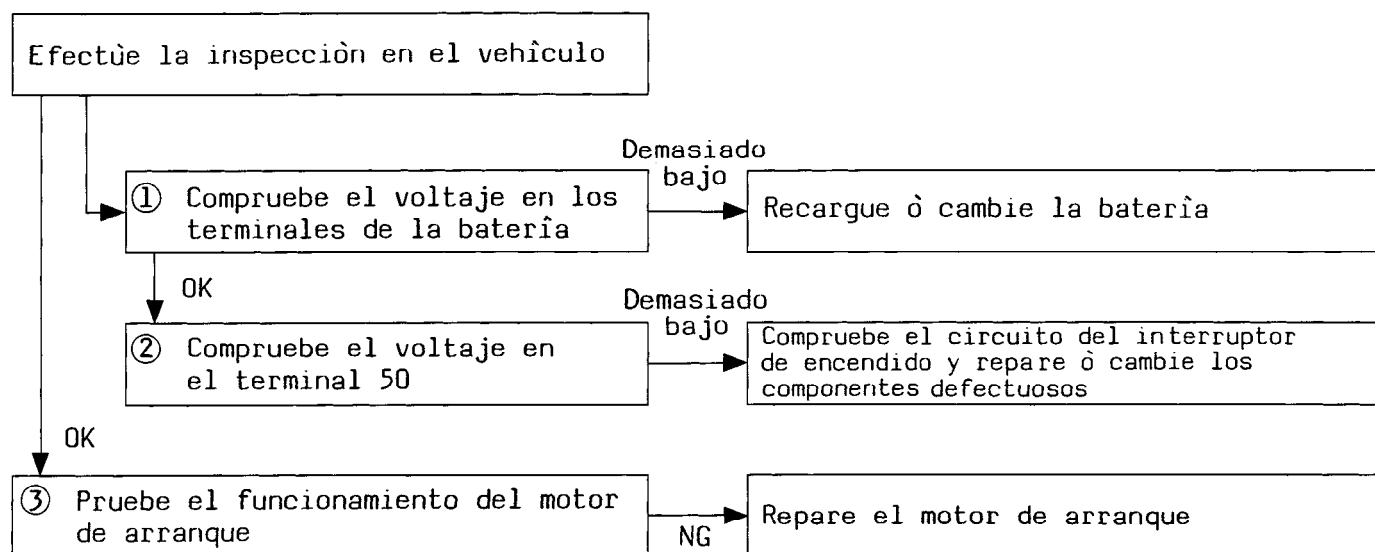 Efectùe la inspecciòn en el vehîculo
Demasiado
bajo
① Compruebe el voltaje en los
terminales de la baterîa
Recargue ò cambie la baterìa
OK
Demasiado
bajo
② Compruebe el voltaje en
el terminal 50
Compruebe el circuito del interruptor
de encendido y repare ò cambie los
componentes defectuosos
OK
③ Pruebe el funcionamiento del motor
de arranque
NG
Repare el motor de arranque